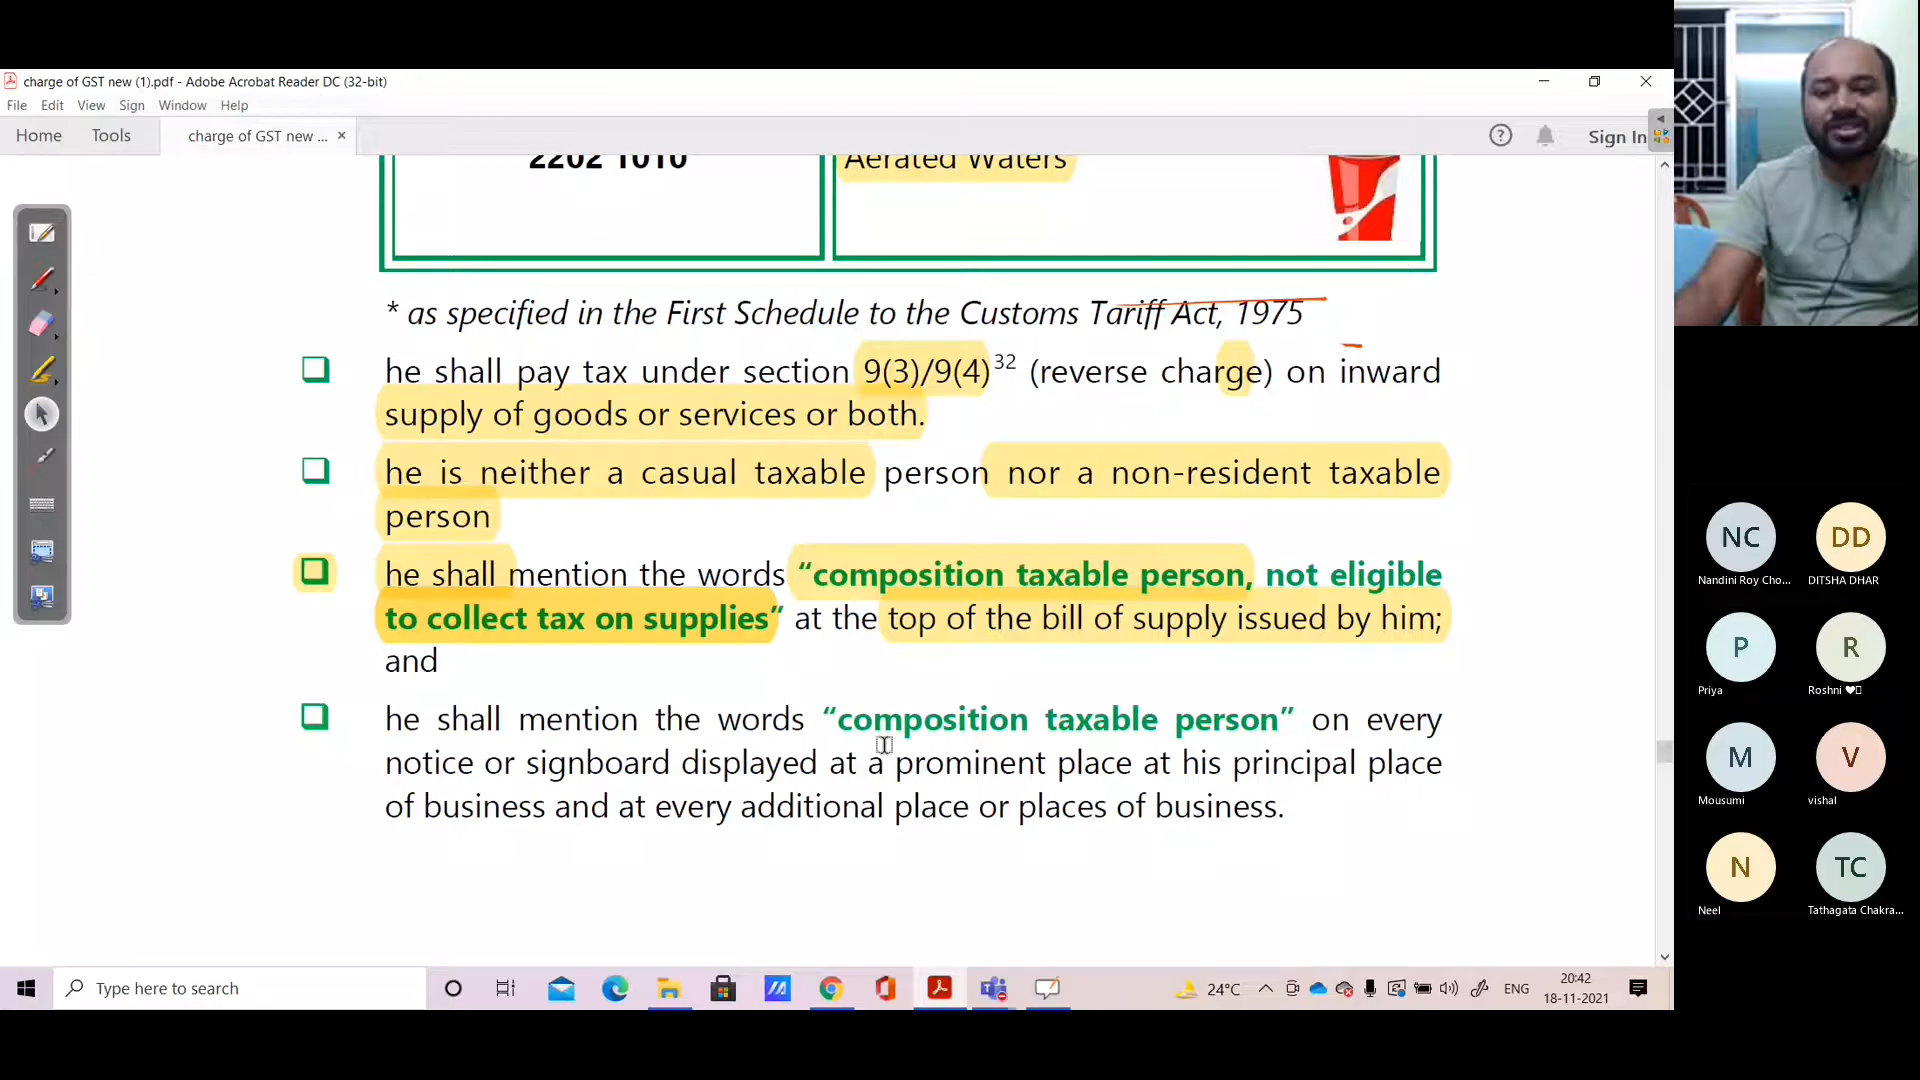 charge of GST new (1).pdf - Adobe Acrobat Reader DC (32-bit)
File Edit View Sign Window Help
Home Tools charge of GST new ... × Sign In
2202 1010 Aerated Waters
* as specified in the First Schedule to the Customs Tariff Act, 1975
he shall pay tax under section 9(3)/9(4)32 (reverse charge) on inward
supply of goods or services or both.
he is neither a casual taxable person nor a non-resident taxable
person
he shall mention the words “composition taxable person, not eligible
to collect tax on supplies” at the top of the bill of supply issued by him;
and
he shall mention the words “composition taxable person” on every
notice or signboard displayed at a prominent place at his principal place
of business and at every additional place or places of business.
NC DD
Nandini Roy Cho... DITSHA DHAR
P R
Priya Roshni ❤
M V
Mousumi vishal
N TC
Neel Tathagata Chakra...
Type here to search 24°C ENG 20:42
18-11-2021